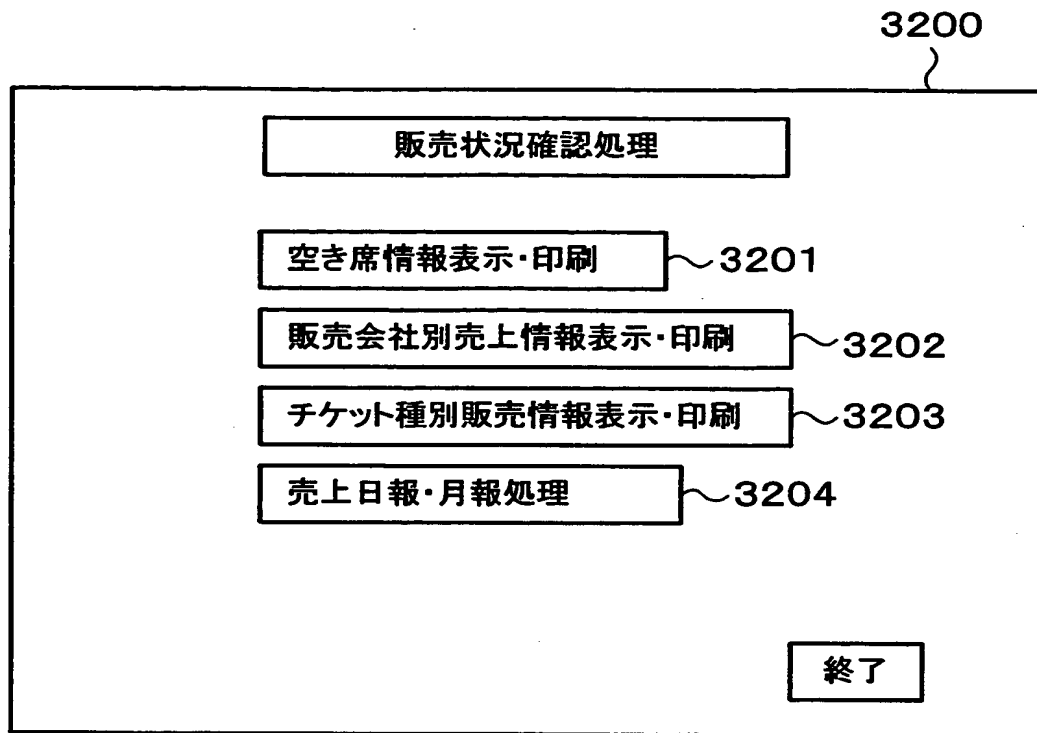 3200
販売状況確認処理
空き席情報表示・印刷 3201
販売会社別売上情報表示・印刷 3202
チケット種別販売情報表示・印刷 3203
売上日報・月報処理 3204
終了